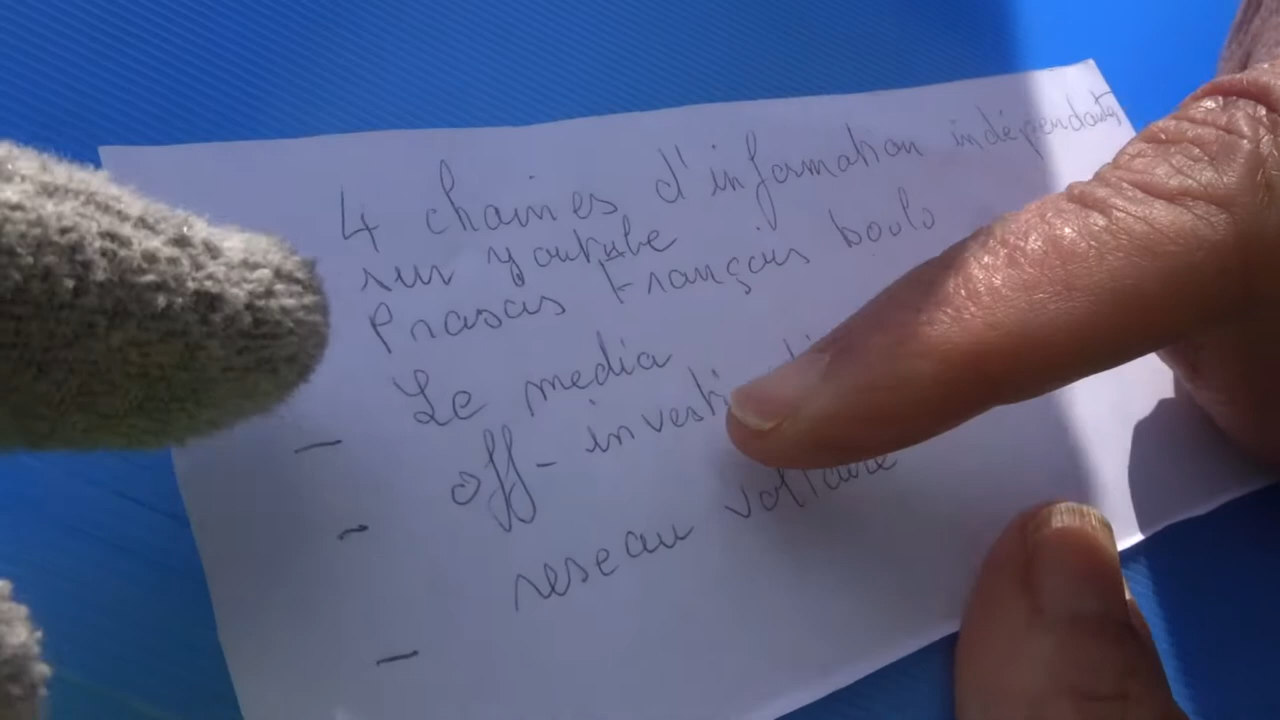 4 chaines d'information indépendantes
sur youtube
Prasas François boulo
Le media
off - investi
reseau voltaire